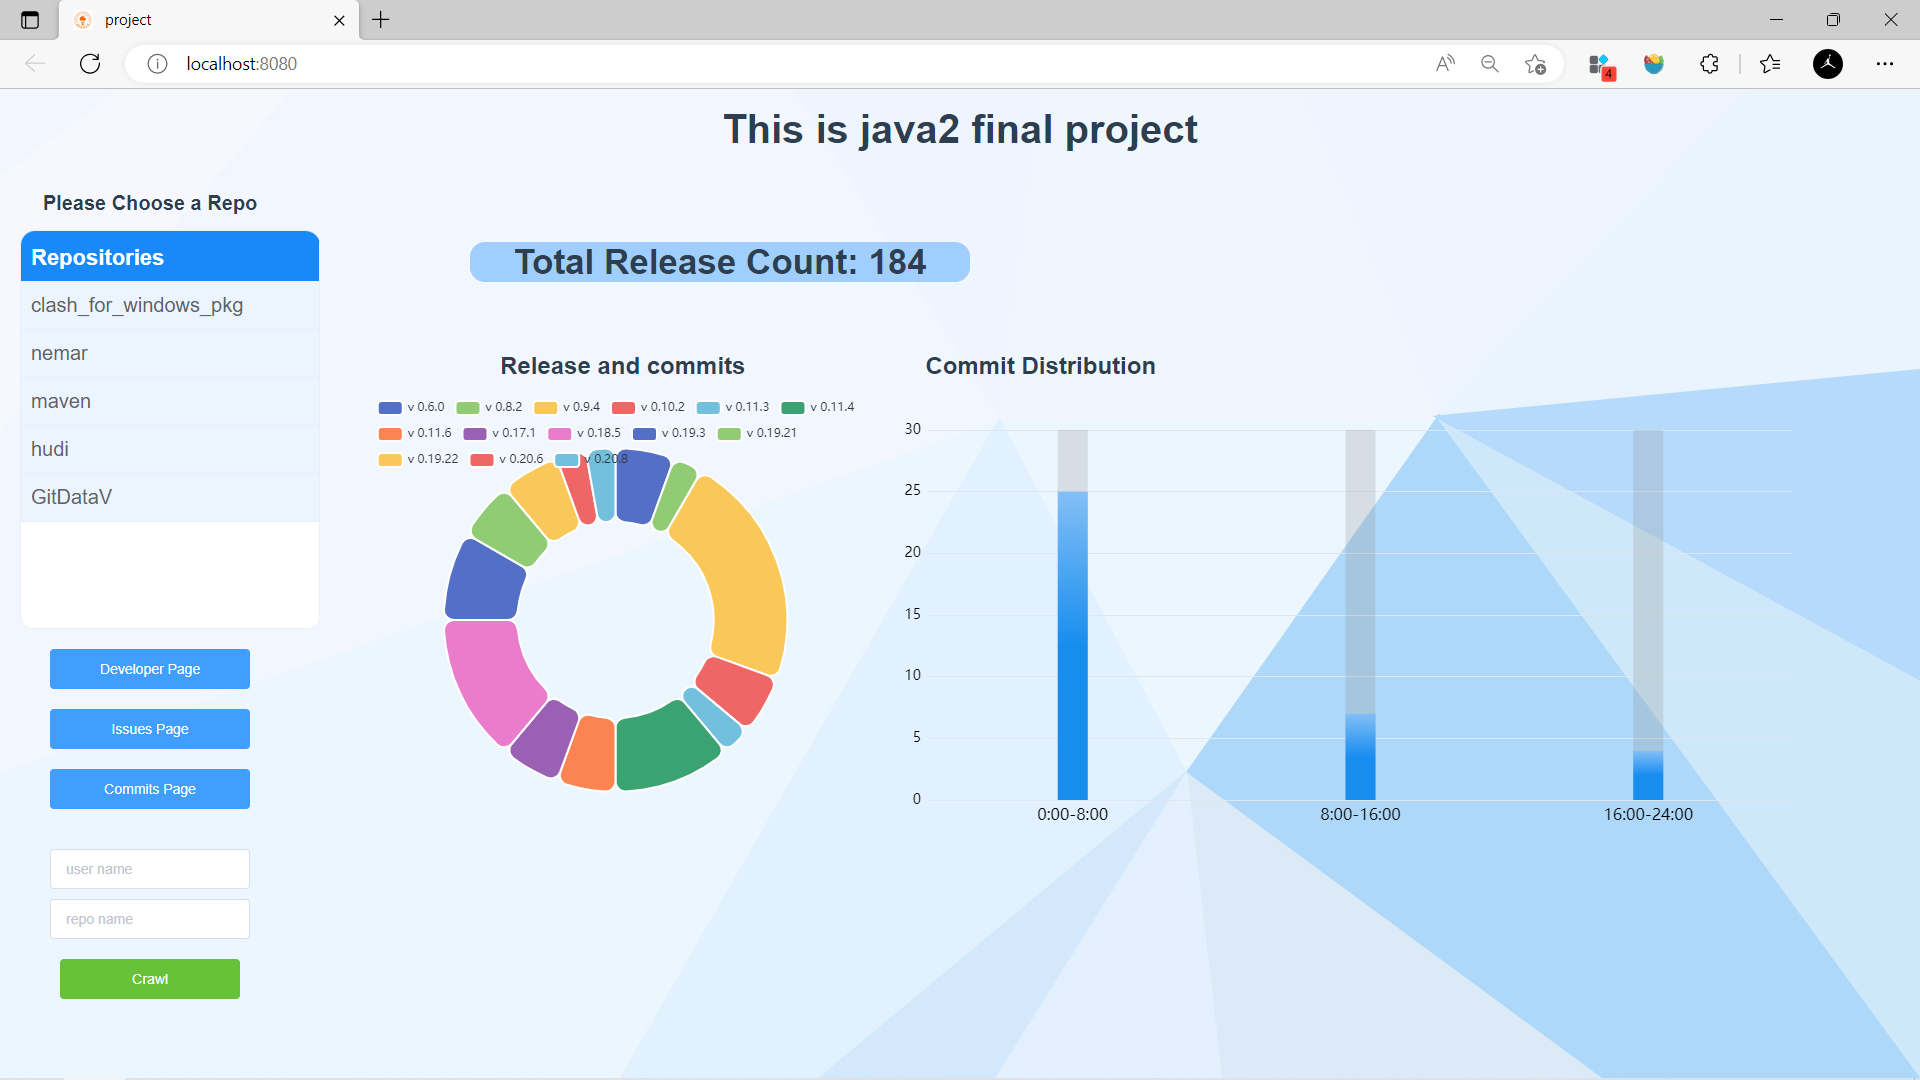 project
localhost:8080
4
This is java2 final project
Please Choose a Repo
Repositories
clash_for_windows_pkg
nemar
maven
hudi
GitDataV
Developer Page
Issues Page
Commits Page
user name
repo name
Crawl
Total Release Count: 184
Release and commits
v 0.6.0 v 0.8.2 v 0.9.4 v 0.10.2 v 0.11.3 v 0.11.4
v 0.11.6 v 0.17.1 v 0.18.5 v 0.19.3 v 0.19.21
v 0.19.22 v 0.20.6 v 0.20.8
Commit Distribution
30
25
20
15
10
5
0
0:00-8:00 8:00-16:00 16:00-24:00